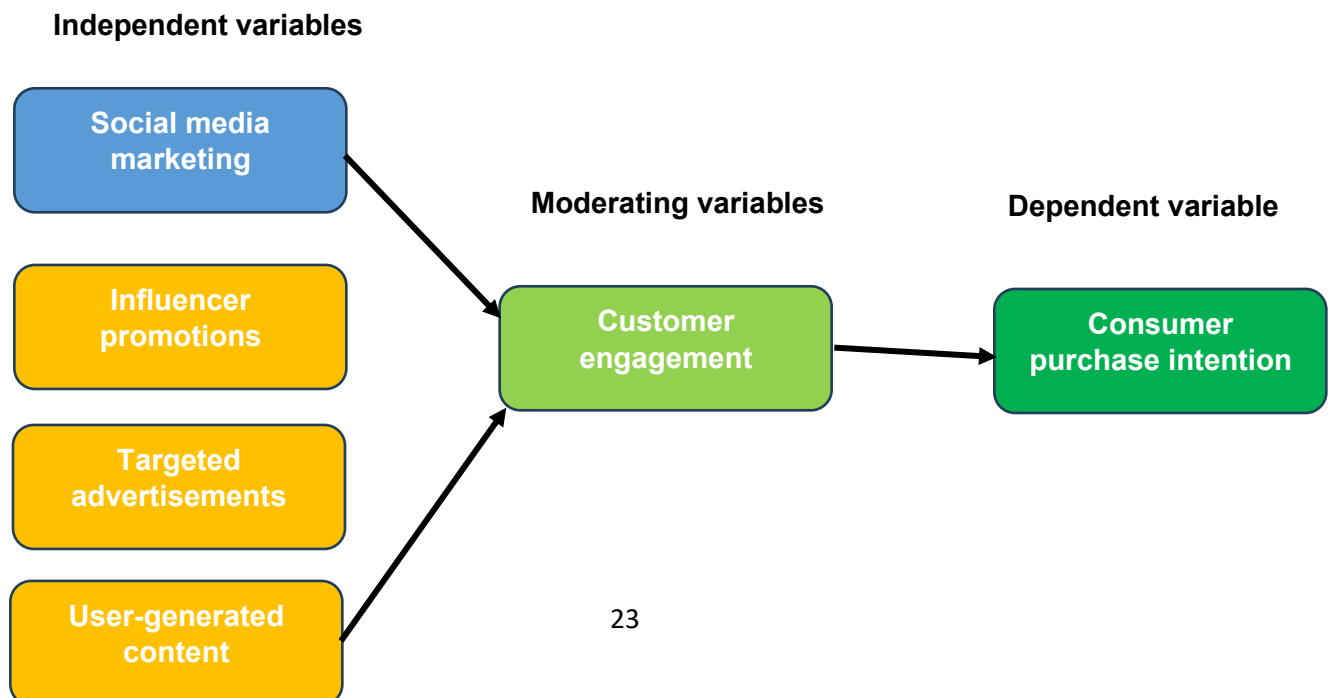 Independent variables
Social media
marketing
Moderating variables
Dependent variable
Influencer
promotions
Customer
engagement
Consumer
purchase intention
Targeted
advertisements
User-generated
content
23